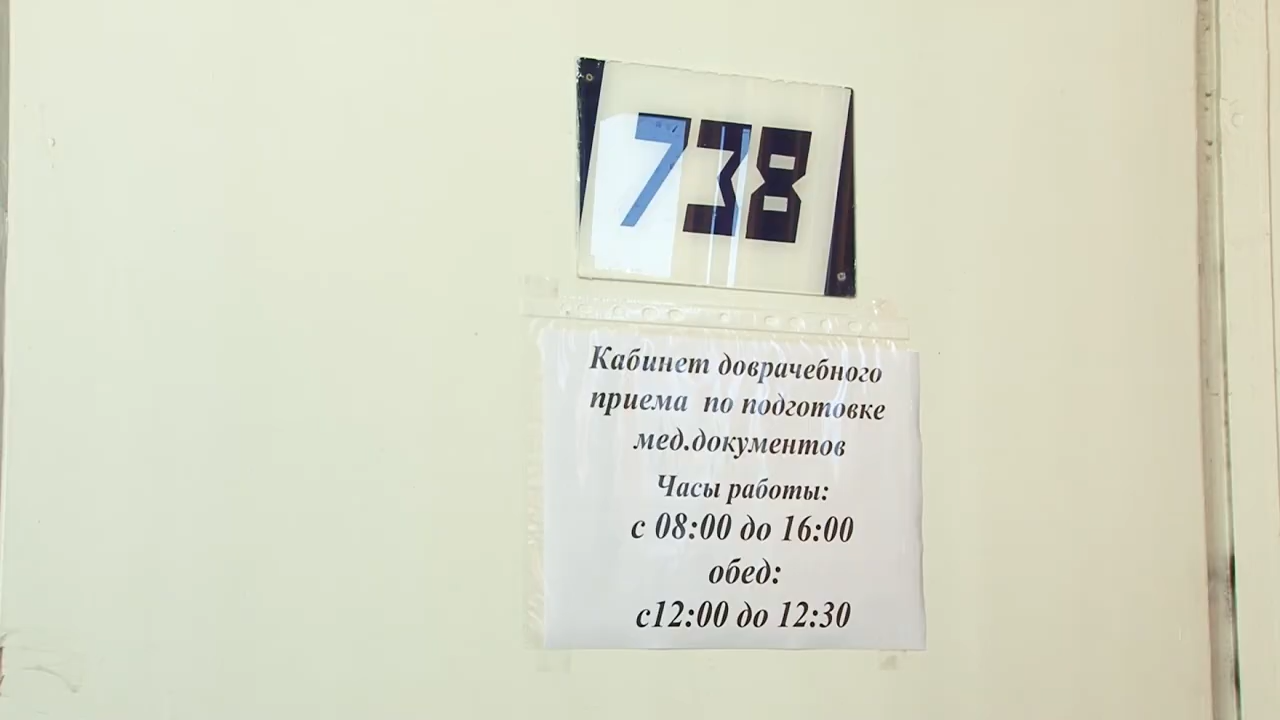 738
Кабинет доврачебного
приема по подготовке
мед.документов
Часы работы:
с 08:00 до 16:00
обед:
с12:00 до 12:30